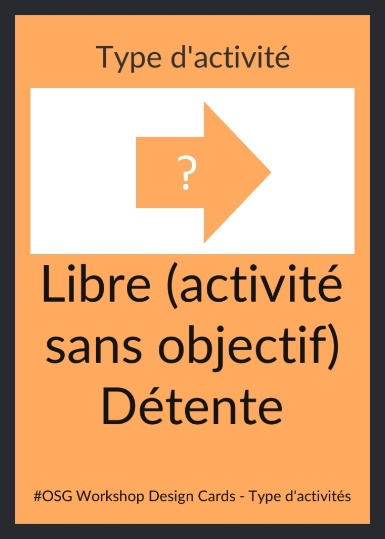 Type d'activité
?
Libre (activité
sans objectif)
Détente
#OSG Workshop Design Cards - Type d'activités